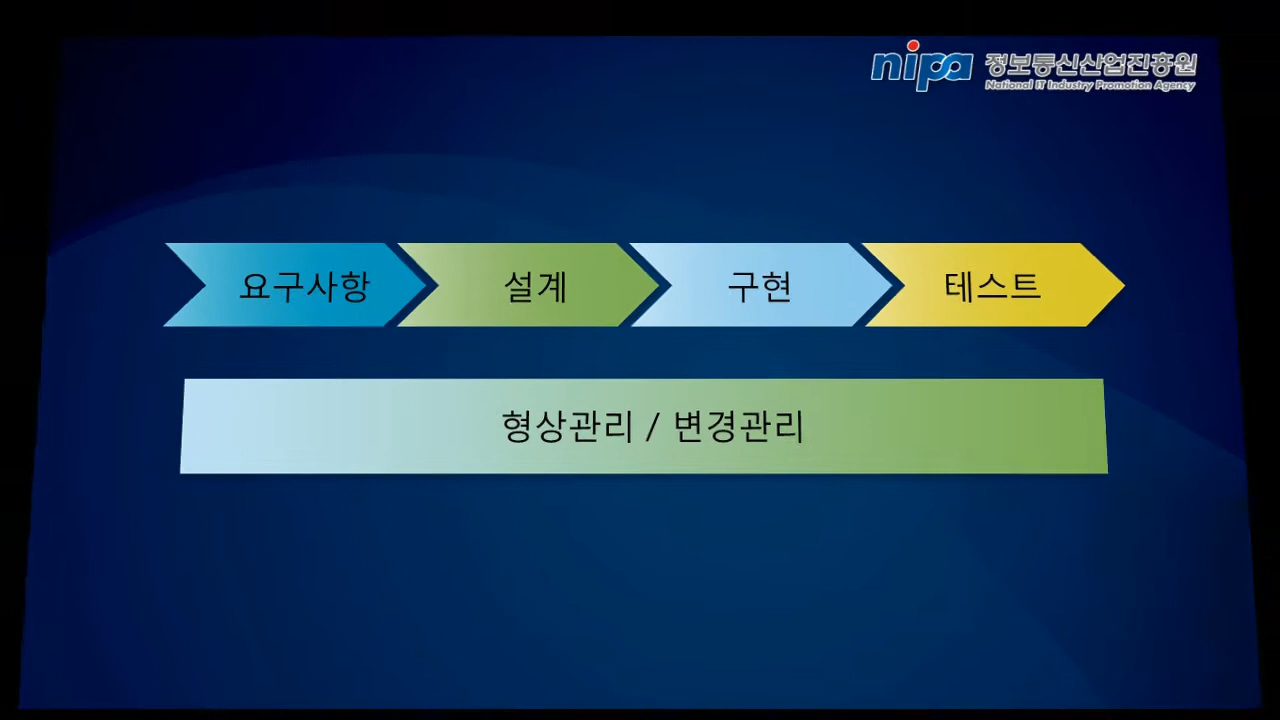 nipa 정보통신산업진흥원
National IT Industry Promotion Agency
요구사항 설계 구현 테스트
형상관리 / 변경관리